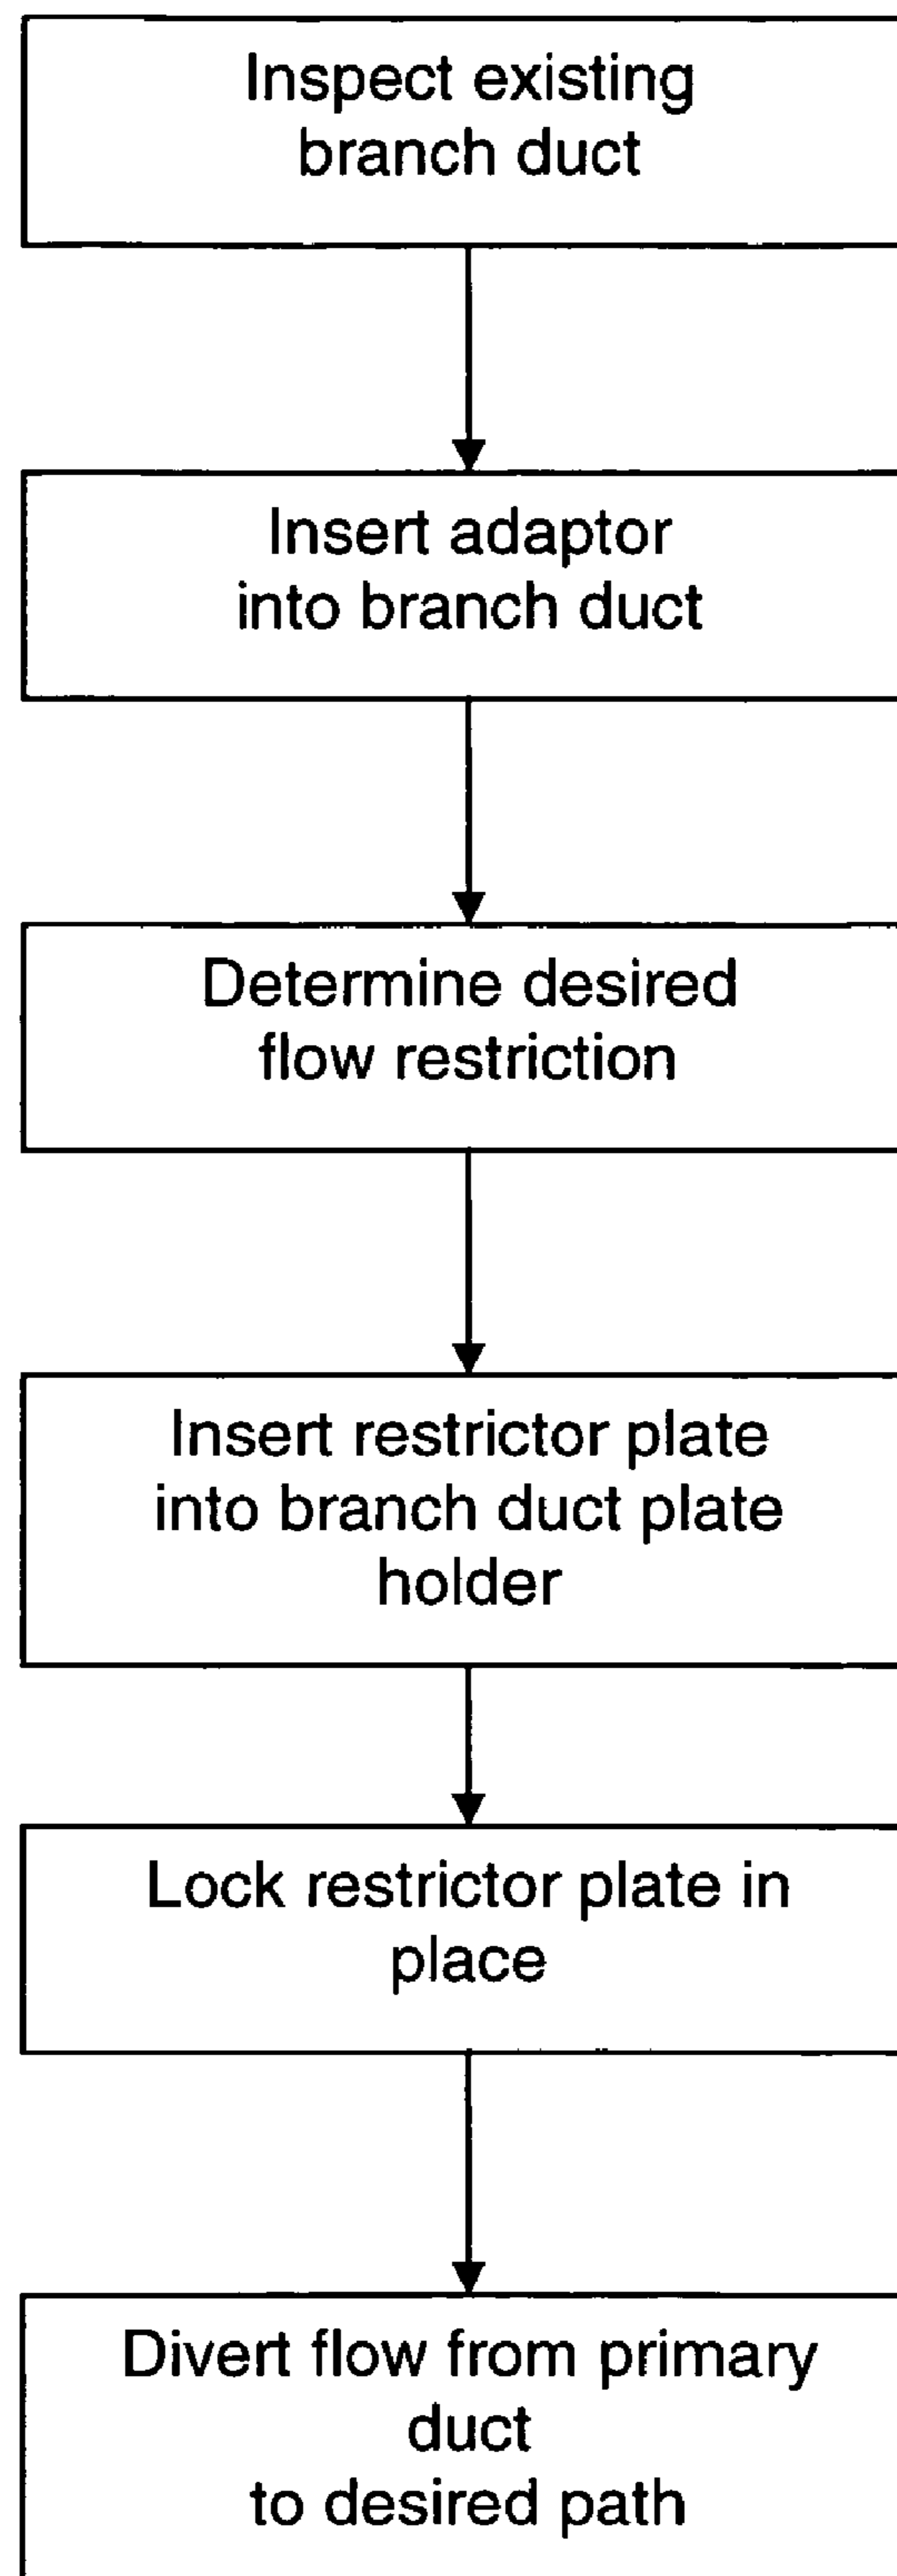 Inspect existing
branch duct
Insert adaptor
into branch duct
Determine desired
flow restriction
Insert restrictor plate
into branch duct plate
holder
Lock restrictor plate in
place
Divert flow from primary
duct
to desired path